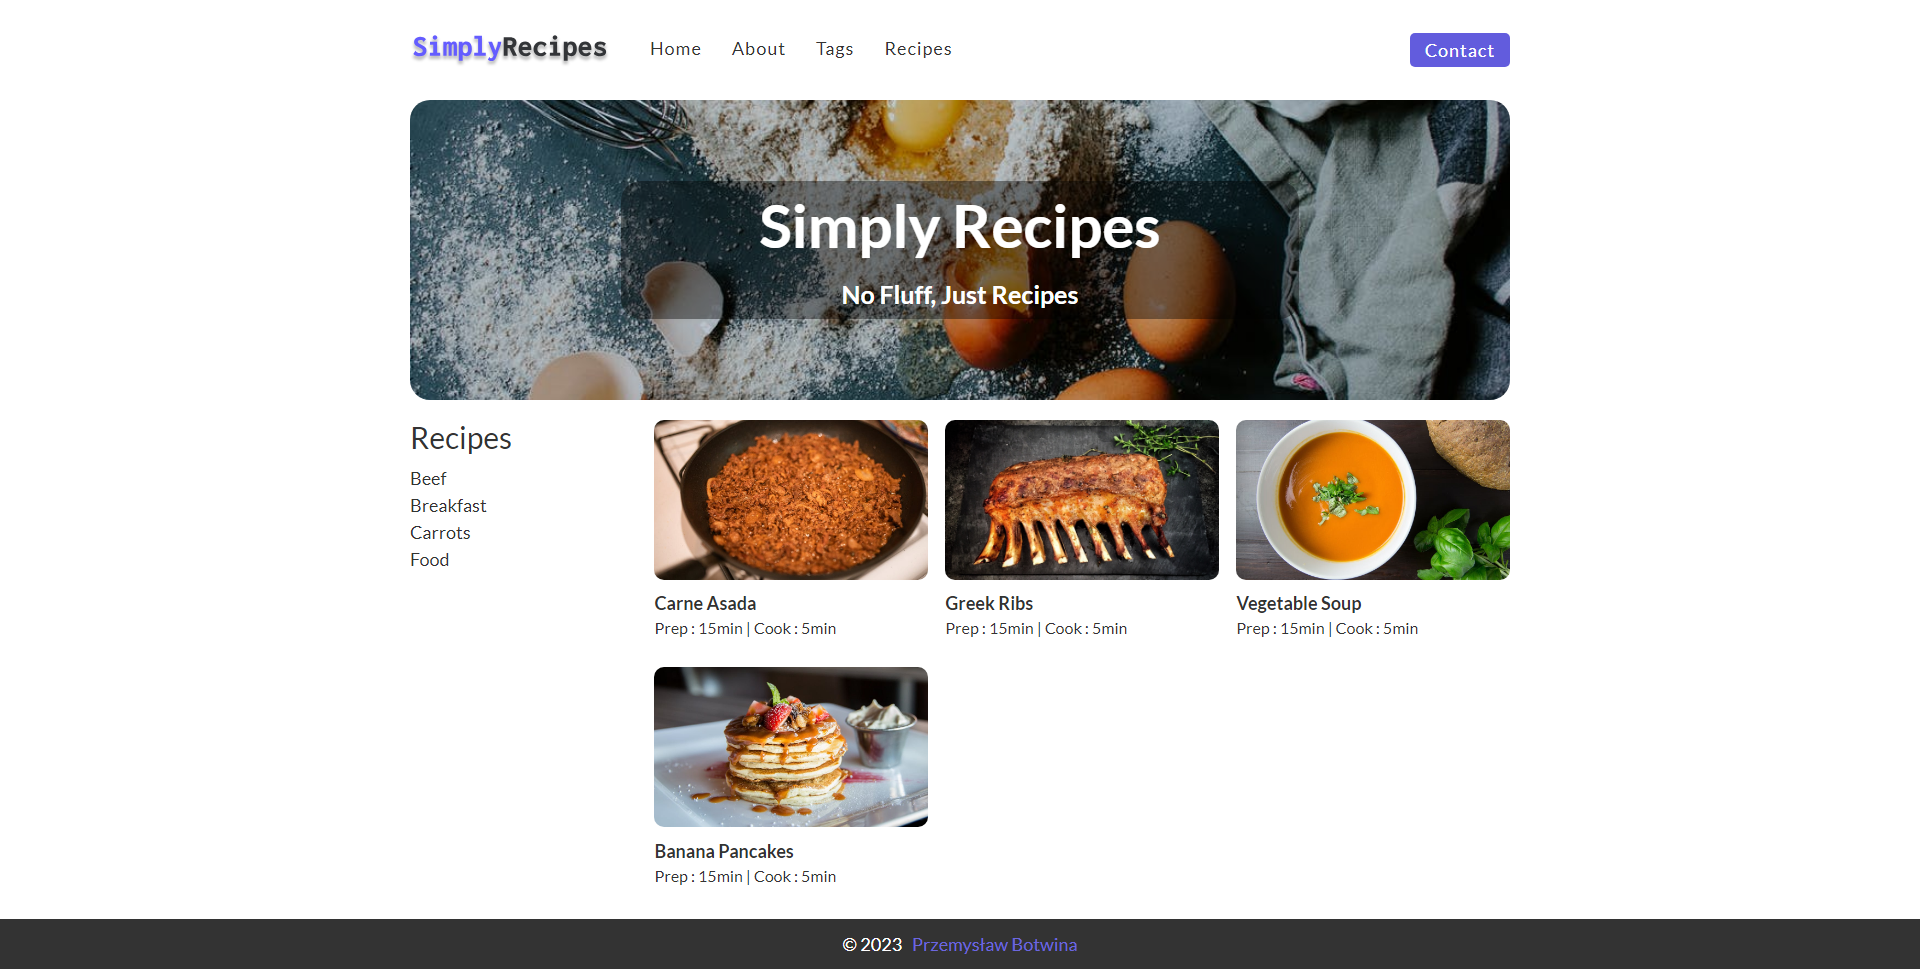 SimplyRecipes
Home
About
Tags
Recipes
Contact
Simply Recipes
No Fluff, Just Recipes
Recipes
Beef
Breakfast
Carrots
Food
Carne Asada
Prep : 15min | Cook : 5min
Greek Ribs
Prep : 15min | Cook : 5min
Vegetable Soup
Prep : 15min | Cook : 5min
Banana Pancakes
Prep : 15min | Cook : 5min
© 2023 Przemysław Botwina